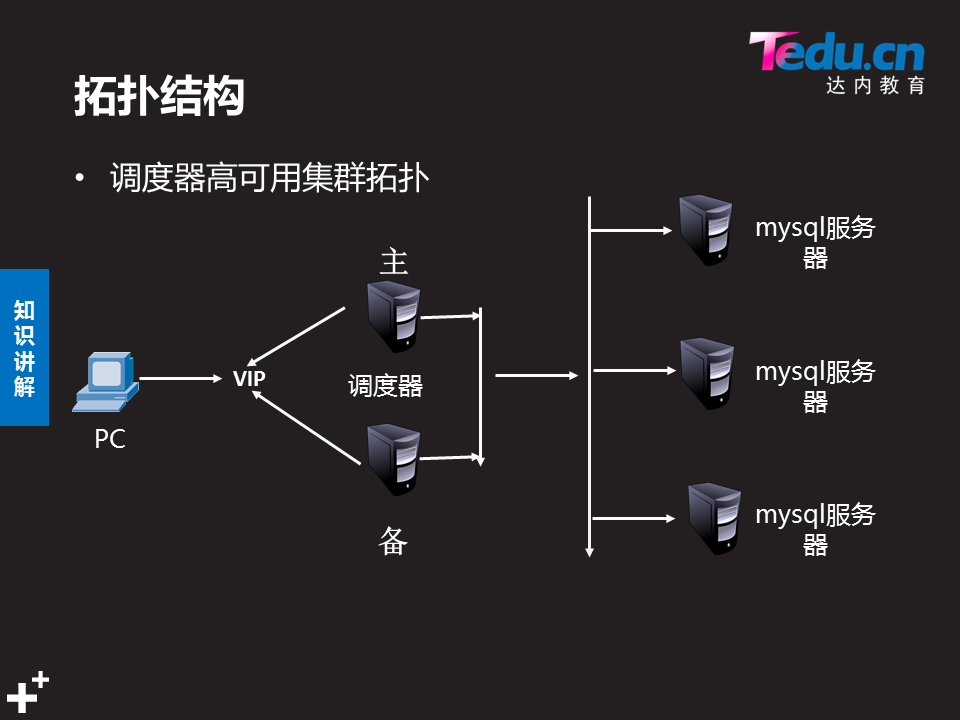 Tedu.cn
达内教育
拓扑结构
• 调度器高可用集群拓扑
知
识
讲
解
PC
VIP
主
调度器
备
mysql服务
器
mysql服务
器
mysql服务
器